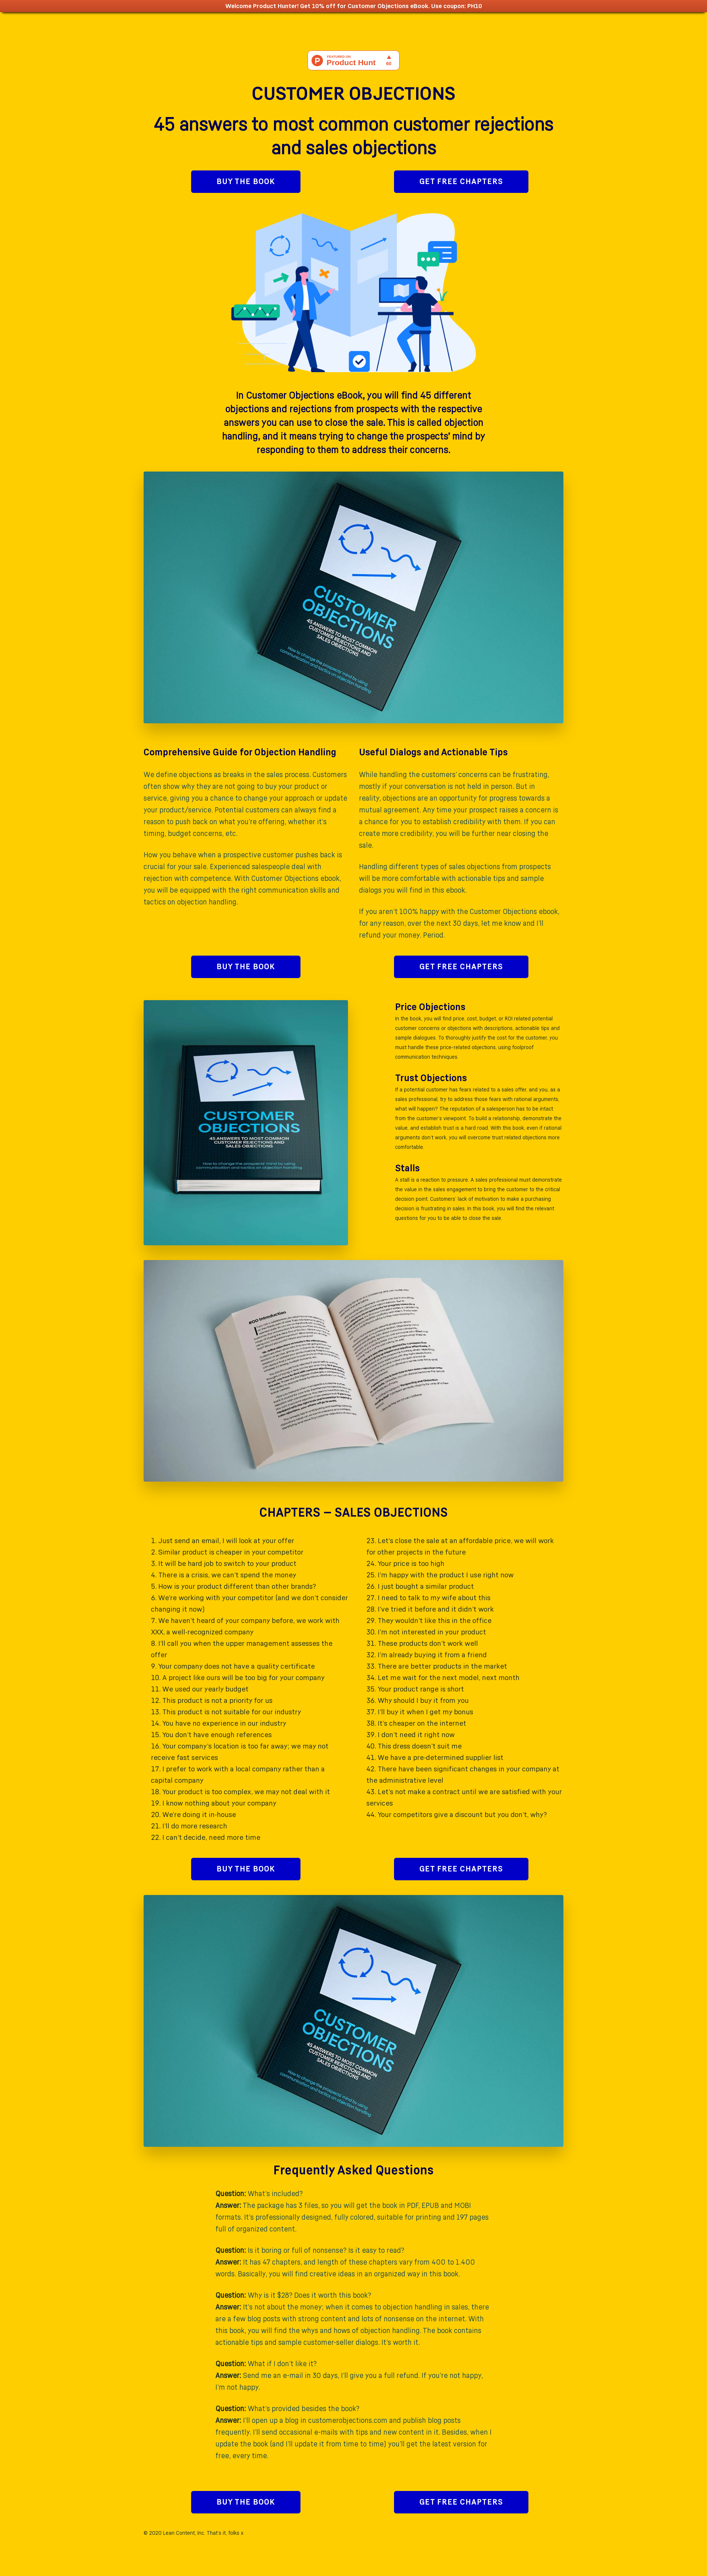 Welcome Product Hunter! Get 10% off for Customer Objections eBook. Use coupon: PH10
FEATURED ON
Product Hunt
60
CUSTOMER OBJECTIONS
45 answers to most common customer rejections
and sales objections
BUY THE BOOK
GET FREE CHAPTERS
In Customer Objections eBook, you will find 45 different
objections and rejections from prospects with the respective
answers you can use to close the sale. This is called objection
handling, and it means trying to change the prospects' mind by
responding to them to address their concerns.
CUSTOMER
OBJECTIONS
45 ANSWERS TO MOST COMMON
CUSTOMER REJECTIONS AND
SALES OBJECTIONS
How to change the prospects' mind by using
communication and tactics on objection handling
Comprehensive Guide for Objection Handling
We define objections as breaks in the sales process. Customers
often show why they are not going to buy your product or
service, giving you a chance to change your approach or update
your product/service. Potential customers can always find a
reason to push back on what you're offering, whether it's
timing, budget concerns, etc.
How you behave when a prospective customer pushes back is
crucial for your sale. Experienced salespeople deal with
rejection with competence. With Customer Objections ebook,
you will be equipped with the right communication skills and
tactics on objection handling.
Useful Dialogs and Actionable Tips
While handling the customers' concerns can be frustrating,
mostly if your conversation is not held in person. But in
reality, objections are an opportunity for progress towards a
mutual agreement. Any time your prospect raises a concern is
a chance for you to establish credibility with them. If you can
create more credibility, you will be further near closing the
sale.
Handling different types of sales objections from prospects
will be more comfortable with actionable tips and sample
dialogs you will find in this ebook.
If you aren't 100% happy with the Customer Objections ebook,
for any reason, over the next 30 days, let me know and I'll
refund your money. Period.
BUY THE BOOK
GET FREE CHAPTERS
CUSTOMER
OBJECTIONS
45 ANSWERS TO MOST COMMON
CUSTOMER REJECTIONS AND
SALES OBJECTIONS
How to change the prospects' mind by using
communication and tactics on objection handling
Price Objections
In the book, you will find price, cost, budget, or ROI related potential
customer concerns or objections with descriptions, actionable tips and
sample dialogues. To thoroughly justify the cost for the customer, you
must handle these price-related objections, using foolproof
communication techniques.
Trust Objections
If a potential customer has fears related to a sales offer, and you, as a
sales professional, try to address those fears with rational arguments,
what will happen? The reputation of a salesperson has to be intact
from the customer's viewpoint. To build a relationship, demonstrate the
value, and establish trust is a hard road. With this book, even if rational
arguments don't work, you will overcome trust related objections more
comfortable.
Stalls
A stall is a reaction to pressure. A sales professional must demonstrate
the value in the sales engagement to bring the customer to the critical
decision point. Customers' lack of motivation to make a purchasing
decision is frustrating in sales. In this book, you will find the relevant
questions for you to be able to close the sale.
#00 Introduction
CHAPTERS – SALES OBJECTIONS
1. Just send an email, I will look at your offer
2. Similar product is cheaper in your competitor
3. It will be hard job to switch to your product
4. There is a crisis, we can't spend the money
5. How is your product different than other brands?
6. We're working with your competitor (and we don't consider
changing it now)
7. We haven't heard of your company before, we work with
XXX, a well-recognized company
8. I'll call you when the upper management assesses the
offer
9. Your company does not have a quality certificate
10. A project like ours will be too big for your company
11. We used our yearly budget
12. This product is not a priority for us
13. This product is not suitable for our industry
14. You have no experience in our industry
15. You don't have enough references
16. Your company's location is too far away; we may not
receive fast services
17. I prefer to work with a local company rather than a
capital company
18. Your product is too complex, we may not deal with it
19. I know nothing about your company
20. We're doing it in-house
21. I'll do more research
22. I can't decide, need more time
23. Let's close the sale at an affordable price, we will work
for other projects in the future
24. Your price is too high
25. I'm happy with the product I use right now
26. I just bought a similar product
27. I need to talk to my wife about this
28. I've tried it before and it didn't work
29. They wouldn't like this in the office
30. I'm not interested in your product
31. These products don't work well
32. I'm already buying it from a friend
33. There are better products in the market
34. Let me wait for the next model, next month
35. Your product range is short
36. Why should I buy it from you
37. I'll buy it when I get my bonus
38. It's cheaper on the internet
39. I don't need it right now
40. This dress doesn't suit me
41. We have a pre-determined supplier list
42. There have been significant changes in your company at
the administrative level
43. Let's not make a contract until we are satisfied with your
services
44. Your competitors give a discount but you don't, why?
BUY THE BOOK
GET FREE CHAPTERS
CUSTOMER
OBJECTIONS
45 ANSWERS TO MOST COMMON
CUSTOMER REJECTIONS AND
SALES OBJECTIONS
How to change the prospects' mind by using
communication and tactics on objection handling
Frequently Asked Questions
Question: What's included?
Answer: The package has 3 files, so you will get the book in PDF, EPUB and MOBI
formats. It's professionally designed, fully colored, suitable for printing and 197 pages
full of organized content.
Question: Is it boring or full of nonsense? Is it easy to read?
Answer: It has 47 chapters, and length of these chapters vary from 400 to 1.400
words. Basically, you will find creative ideas in an organized way in this book.
Question: Why is it $28? Does it worth this book?
Answer: It's not about the money; when it comes to objection handling in sales, there
are a few blog posts with strong content and lots of nonsense on the internet. With
this book, you will find the whys and hows of objection handling. The book contains
actionable tips and sample customer-seller dialogs. It's worth it.
Question: What if I don't like it?
Answer: Send me an e-mail in 30 days, I'll give you a full refund. If you're not happy,
I'm not happy.
Question: What's provided besides the book?
Answer: I'll open up a blog in customerobjections.com and publish blog posts
frequently. I'll send occasional e-mails with tips and new content in it. Besides, when I
update the book (and I'll update it from time to time) you'll get the latest version for
free, every time.
BUY THE BOOK
GET FREE CHAPTERS
© 2020 Lean Content, Inc. That's it, folks